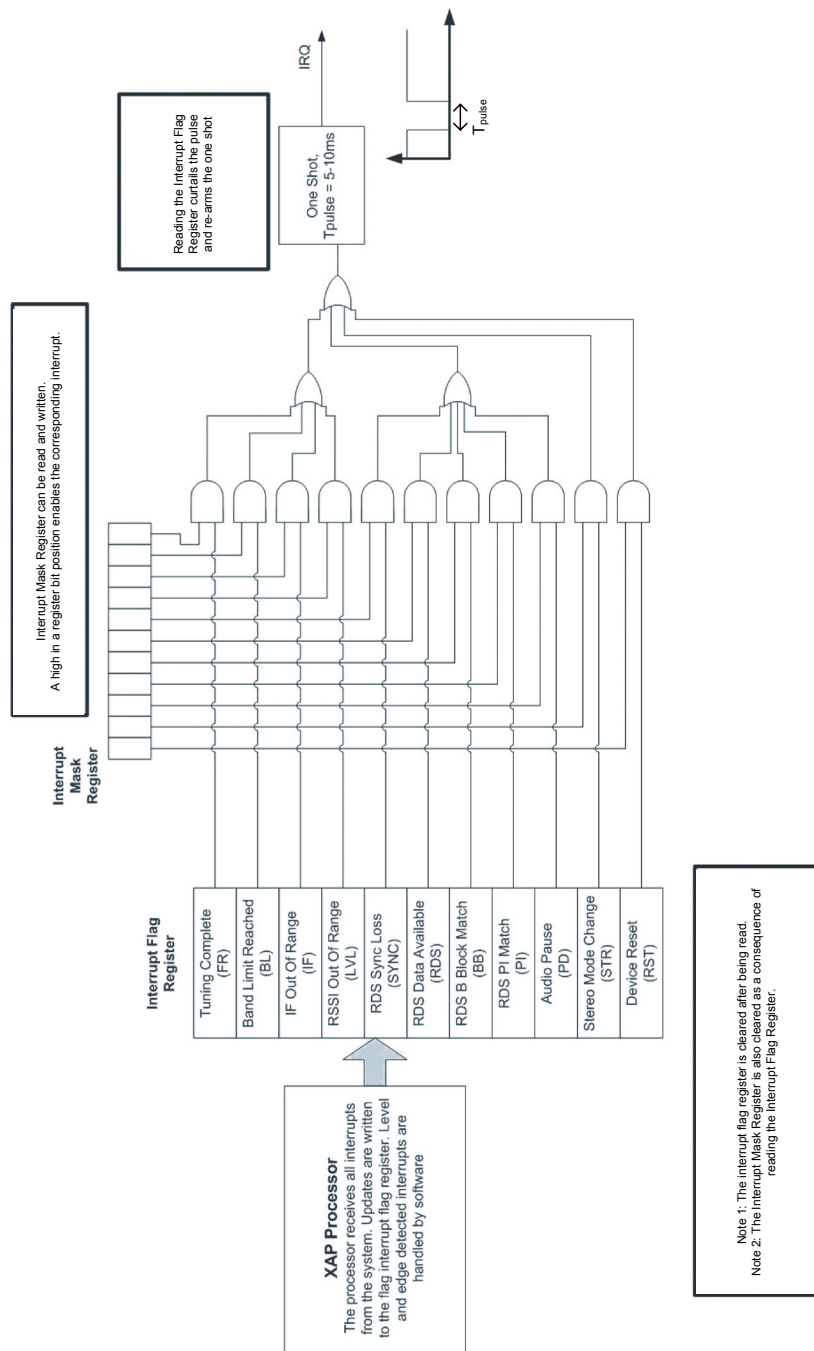 Interrupt Mask Register can be read and written.
A high in a register bit position enables the corresponding interrupt.
Reading the Interrupt Flag
Register curtails the pulse
and re-arms the one shot
Interrupt
Mask
Register
Interrupt Flag
Register
XAP Processor
The processor receives all interrupts
from the system. Updates are written
to the flag interrupt flag register. Level
and edge detected interrupts are
handled by software
Tuning Complete
(FR)
Band Limit Reached
(BL)
IF Out Of Range
(IF)
RSSI Out Of Range
(LVL)
RDS Sync Loss
(SYNC)
RDS Data Available
(RDS)
RDS B Block Match
(BB)
RDS PI Match
(PI)
Audio Pause
(PD)
Stereo Mode Change
(STR)
Device Reset
(RST)
One Shot,
Tpulse = 5-10ms
IRQ
Tpulse
Note 1: The interrupt flag register is cleared after being read.
Note 2: The Interrupt Mask Register is also cleared as a consequence of
reading the Interrupt Flag Register.